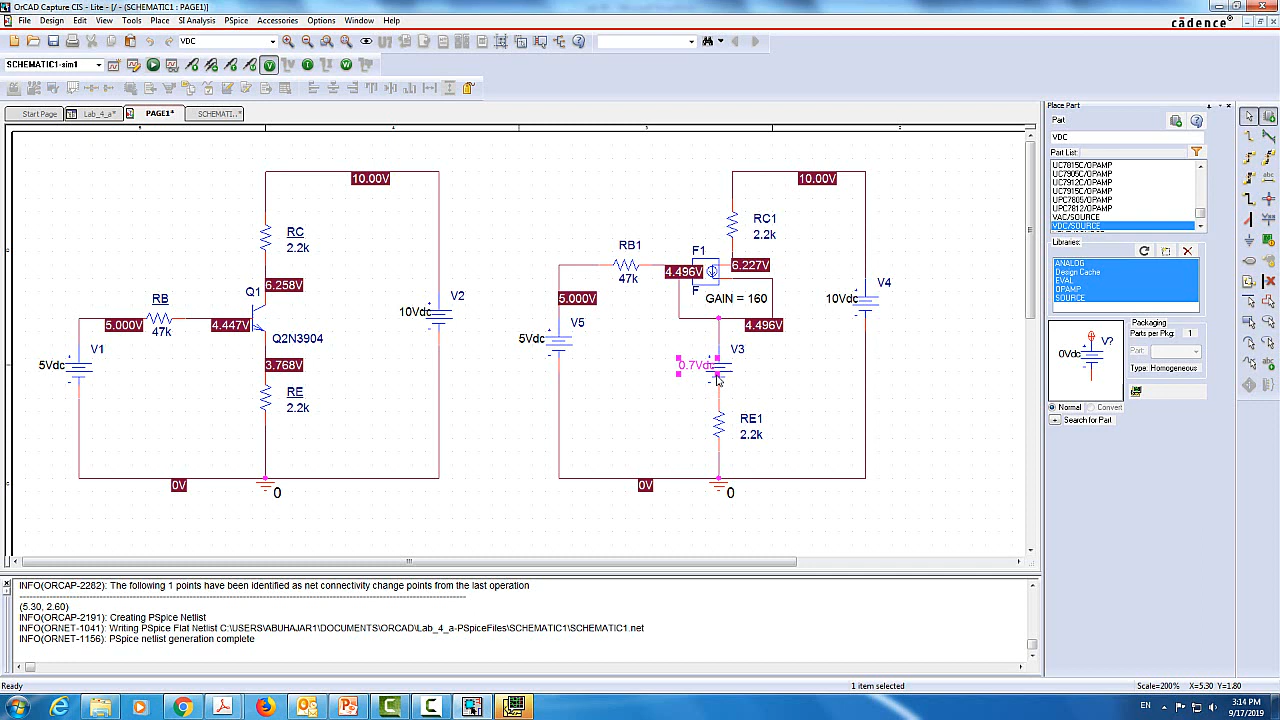 OrCAD Capture CIS - Lite - [/ - (SCHEMATIC1 : PAGE1)]
File Design Edit View Tools Place SI Analysis PSpice Accessories Options Window Help
cādence
VDC
SCHEMATIC1-sim1
Start Page Lab_4_a* PAGE1* SCHEMATI..*
10.00V
RC
2.2k
6.258V
Q1
RB
47k
5.000V
4.447V
Q2N3904
3.768V
RE
2.2k
V1
5Vdc
V2
10Vdc
0V
0
10.00V
RC1
2.2k
RB1
47k
F1
4.496V
6.227V
F
GAIN = 160
5.000V
4.496V
V5
5Vdc
V4
10Vdc
V3
0.7Vdc
RE1
2.2k
0V
0
INFO(ORCAP-2282): The following 1 points have been identified as net connectivity change points from the last operation
(5.30, 2.60)
INFO(ORCAP-2191): Creating PSpice Netlist
INFO(ORNET-1041): Writing PSpice Flat Netlist C:\USERS\ABUHAJAR1\DOCUMENTS\ORCAD\Lab_4_a-PSpiceFiles\SCHEMATIC1\SCHEMATIC1.net
INFO(ORNET-1156): PSpice netlist generation complete
Place Part
Part
VDC
Part List:
UC7815C/OPAMP
UC7905C/OPAMP
UC7912C/OPAMP
UC7915C/OPAMP
UPC7805/OPAMP
UPC7812/OPAMP
VAC/SOURCE
VDC/SOURCE
Libraries:
ANALOG
Design Cache
EVAL
OPAMP
SOURCE
V?
0Vdc
Packaging
Parts per Pkg: 1
Part:
Type: Homogeneous
Normal Convert
Search for Part
Ready
1 item selected
Scale=200% X=5.30 Y=1.80
EN
3:14 PM
9/17/2019